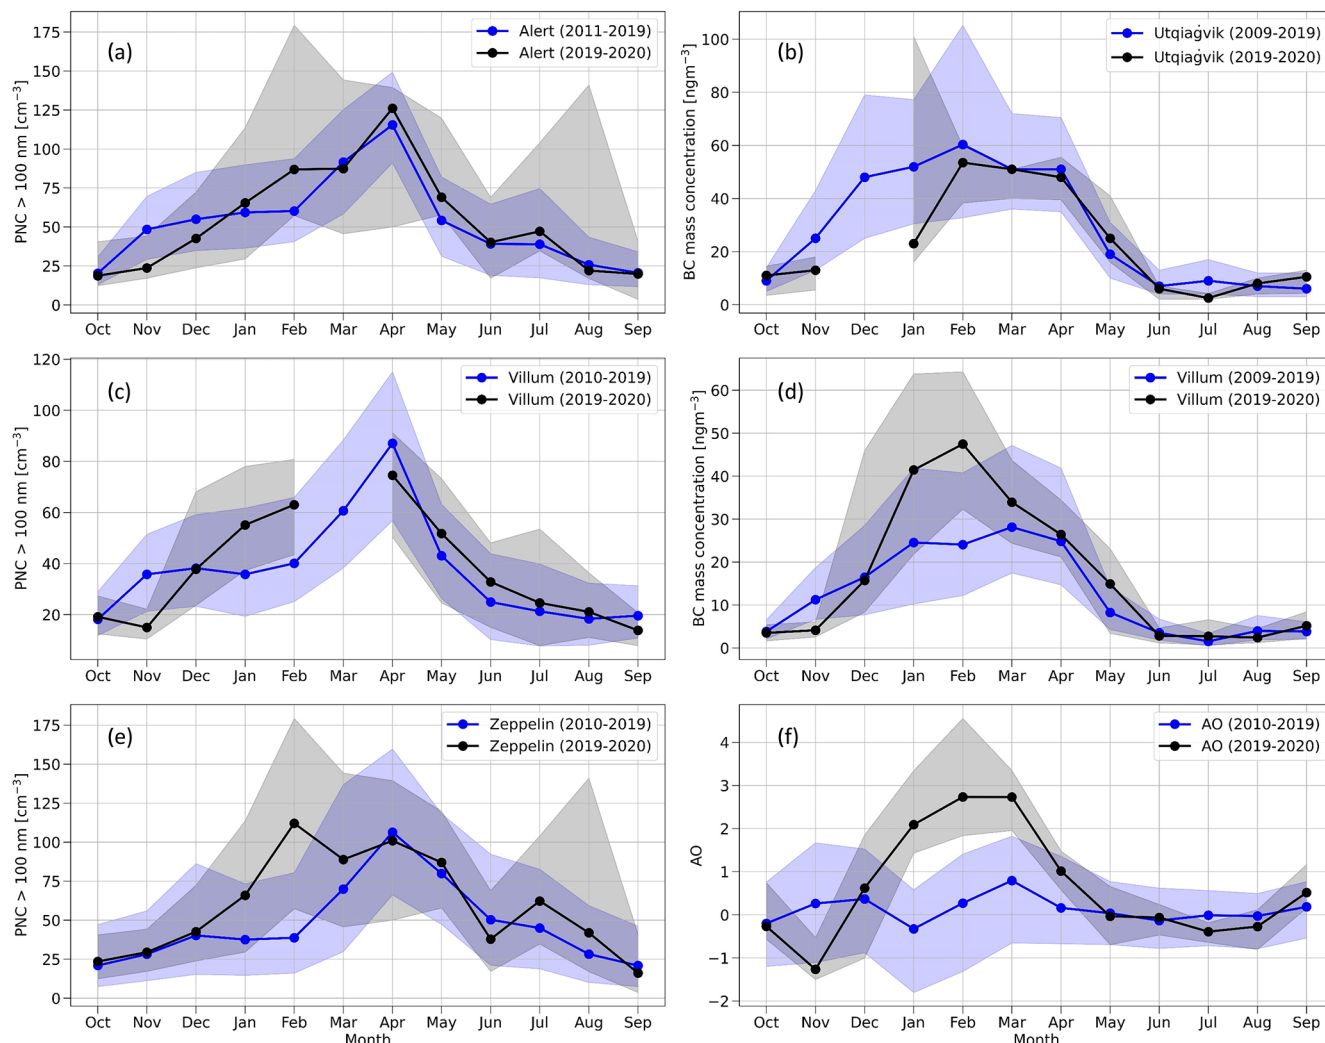 (a)
Alert (2011-2019)
Alert (2019-2020)
PNC > 100 nm [cm⁻³]
175
150
125
100
75
50
25
0
Oct Nov Dec Jan Feb Mar Apr May Jun Jul Aug Sep
(b)
Utqiaġvik (2009-2019)
Utqiaġvik (2019-2020)
BC mass concentration [ngm⁻³]
100
80
60
40
20
0
Oct Nov Dec Jan Feb Mar Apr May Jun Jul Aug Sep
(c)
Villum (2010-2019)
Villum (2019-2020)
PNC > 100 nm [cm⁻³]
120
100
80
60
40
20
Oct Nov Dec Jan Feb Mar Apr May Jun Jul Aug Sep
(d)
Villum (2009-2019)
Villum (2019-2020)
BC mass concentration [ngm⁻³]
60
50
40
30
20
10
0
Oct Nov Dec Jan Feb Mar Apr May Jun Jul Aug Sep
(e)
Zeppelin (2010-2019)
Zeppelin (2019-2020)
PNC > 100 nm [cm⁻³]
175
150
125
100
75
50
25
0
Oct Nov Dec Jan Feb Mar Apr May Jun Jul Aug Sep
Month
(f)
AO (2010-2019)
AO (2019-2020)
AO
4
3
2
1
0
−1
−2
Oct Nov Dec Jan Feb Mar Apr May Jun Jul Aug Sep
Month